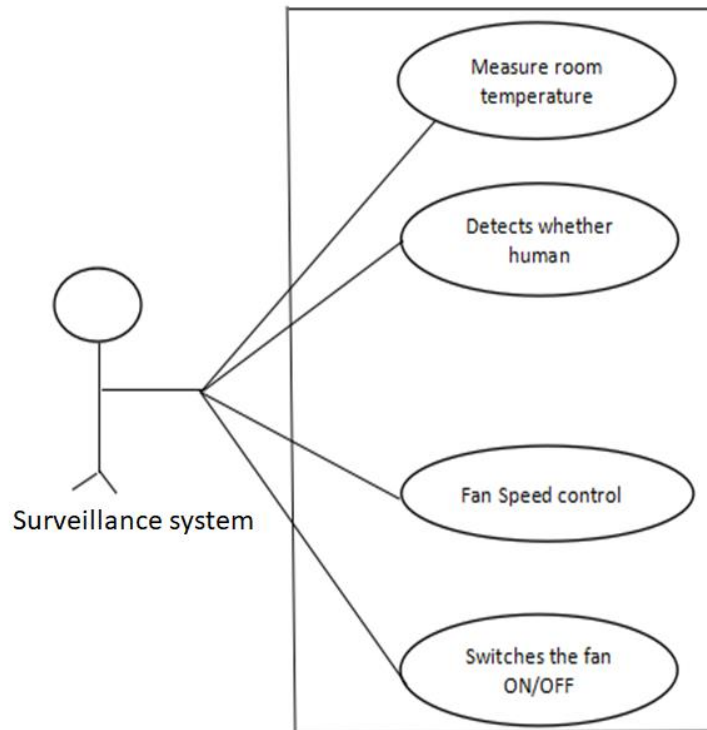 Measure room
temperature
Detects whether
human
Surveillance system
Fan Speed control
Switches the fan
ON/OFF